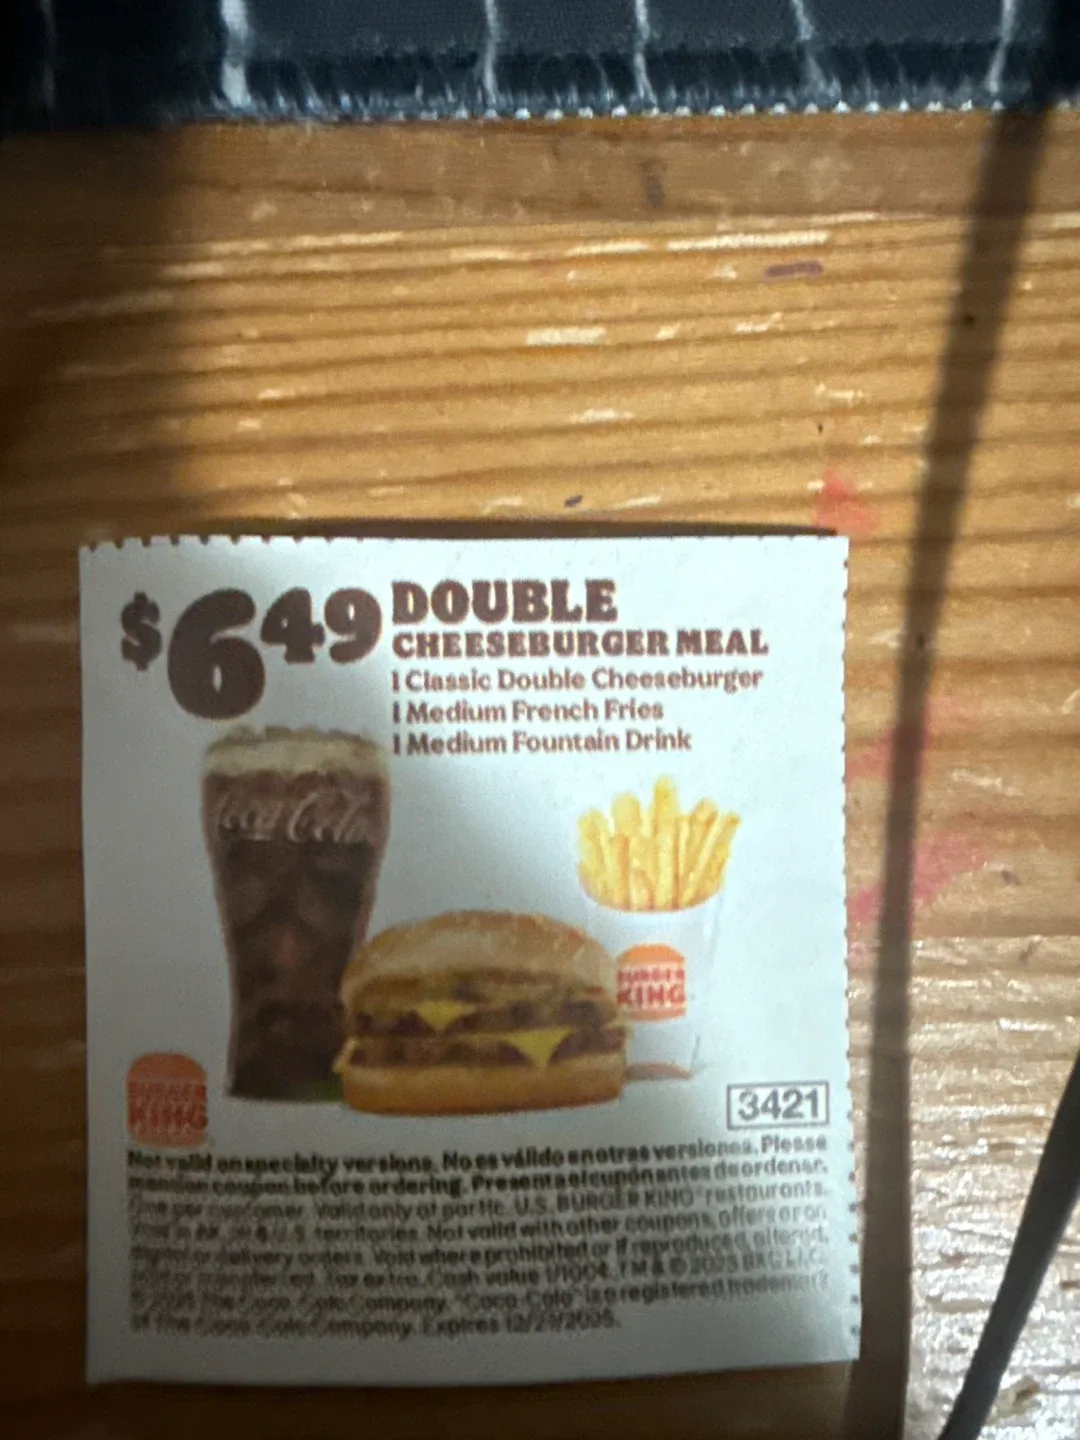 $649
DOUBLE
CHEESEBURGER MEAL
1 Classic Double Cheeseburger
1 Medium French Fries
1 Medium Fountain Drink
Coca-Cola
BURGER
KING
BURGER
KING
3421
Not valid on specialty versions. No es válido en otras versiones. Please
mention coupon before ordering. Presenta el cupón antes de ordenar.
One per customer. Valid only at partic. U.S. BURGER KING® restaurants.
U.S. territories. Not valid with other coupons, offers or on
digital or delivery orders. Void where prohibited or if reproduced, altered,
sold or transferred. Tax extra. Cash value 1/100¢. TM & © 2025 BKC LLC.
© 2025 The Coca-Cola Company. "Coca-Cola" is a registered trademark
of The Coca-Cola Company. Expires